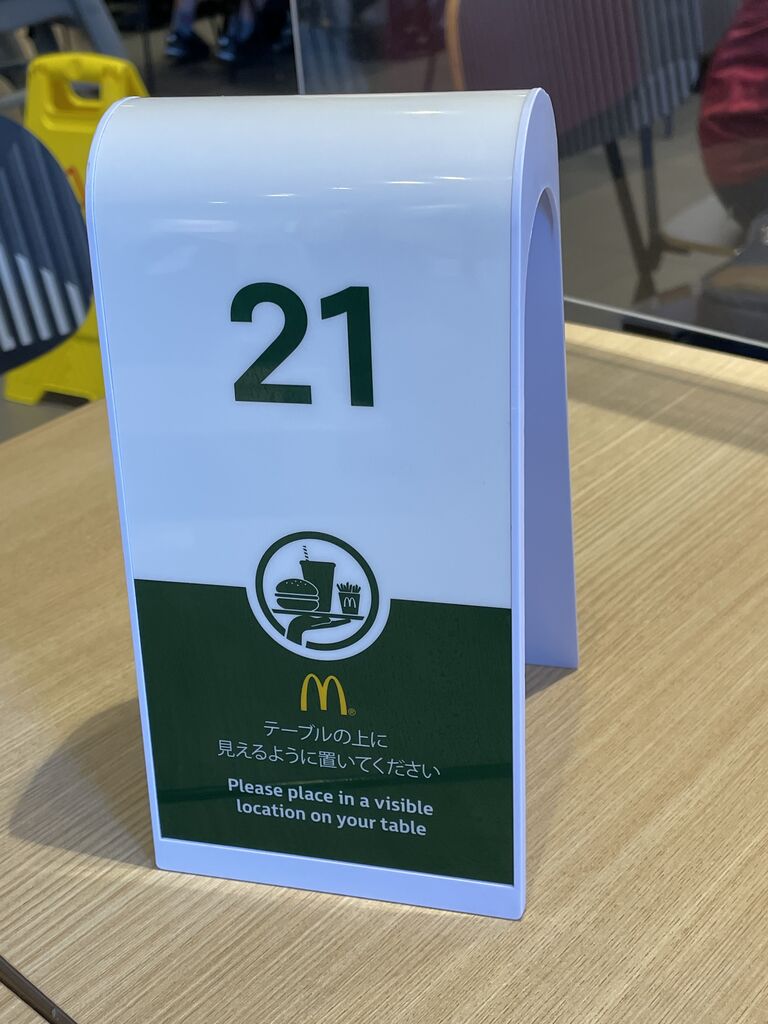 21
M
テーブルの上に
見えるように置いてください
Please place in a visible
location on your table